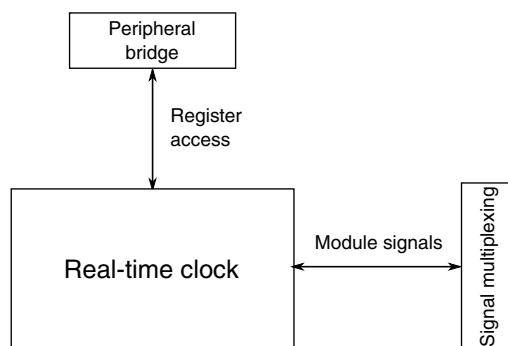 Peripheral
bridge
Register
access
Real-time clock
Module signals
Signal multiplexing